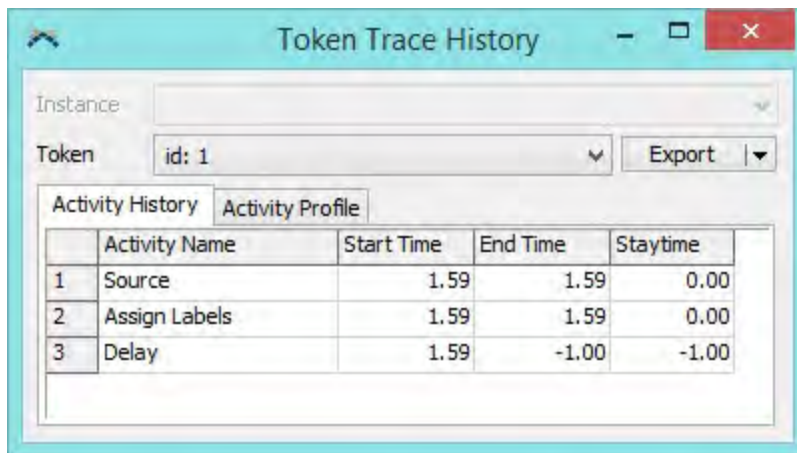 Token Trace History
Instance
Token id: 1 Export
Activity History Activity Profile
Activity Name Start Time End Time Staytime
1 Source 1.59 1.59 0.00
2 Assign Labels 1.59 1.59 0.00
3 Delay 1.59 -1.00 -1.00